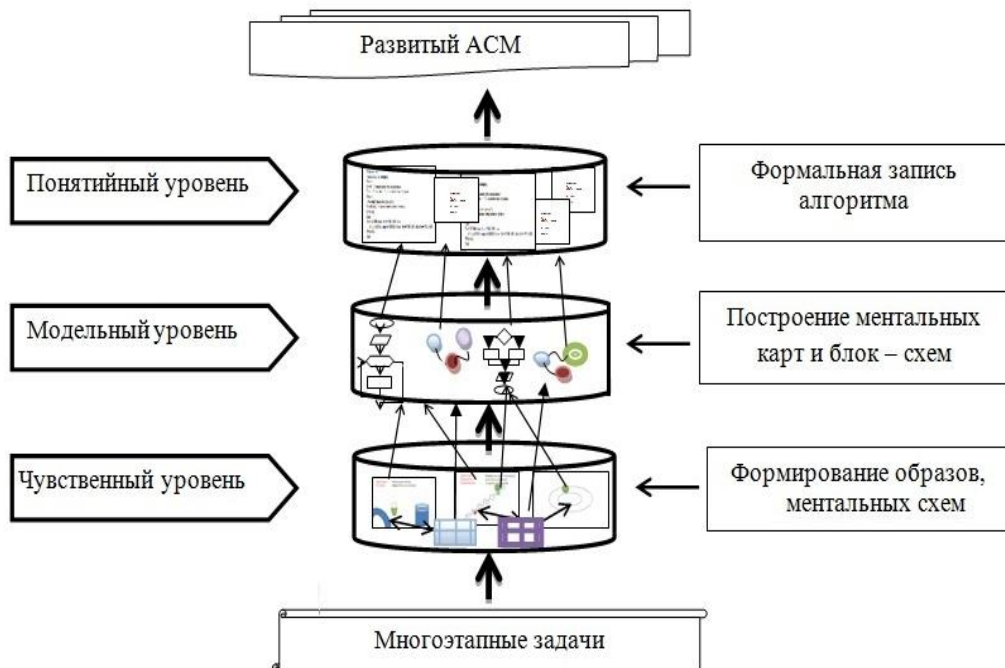 Развитый АСМ
Понятийный уровень
Формальная запись
алгоритма
Модельный уровень
Построение ментальных
карт и блок – схем
Чувственный уровень
Формирование образов,
ментальных схем
Многоэтапные задачи